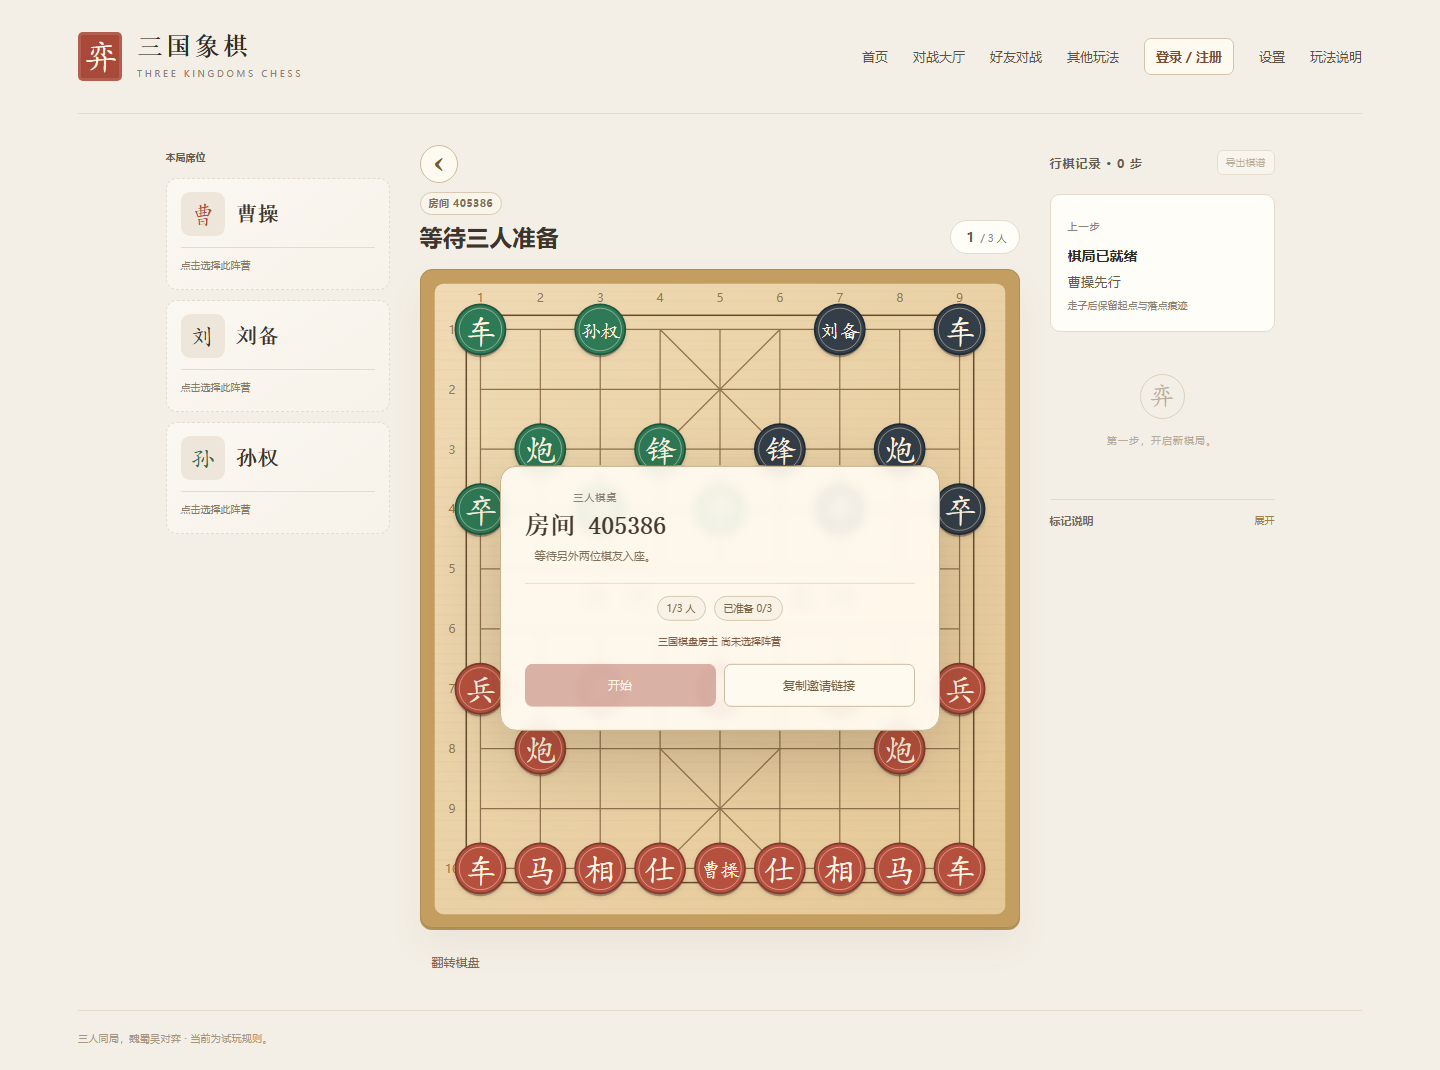 弈
三国象棋
THREE KINGDOMS CHESS
首页 对战大厅 好友对战 其他玩法 登录 / 注册 设置 玩法说明
本局席位
曹 曹操
点击选择此阵营
刘 刘备
点击选择此阵营
孙 孙权
点击选择此阵营
‹
房间 405386
等待三人准备
1 / 3 人
1 2 3 4 5 6 7 8 9
1 车 孙权 刘备 车
2
3 炮 锋 锋 炮
4 卒 卒
三人棋桌
房间 405386
等待另外两位棋友入座。
5
1/3 人 已准备 0/3
6
三国棋盘房主 尚未选择阵营
7 兵 兵
开始 复制邀请链接
8 炮 炮
9
10 车 马 相 仕 曹操 仕 相 马 车
翻转棋盘
行棋记录 • 0 步 导出棋谱
上一步
棋局已就绪
曹操先行
走子后保留起点与落点痕迹
弈
第一步，开启新棋局。
标记说明 展开
三人同局，魏蜀吴对弈 · 当前为试玩规则。